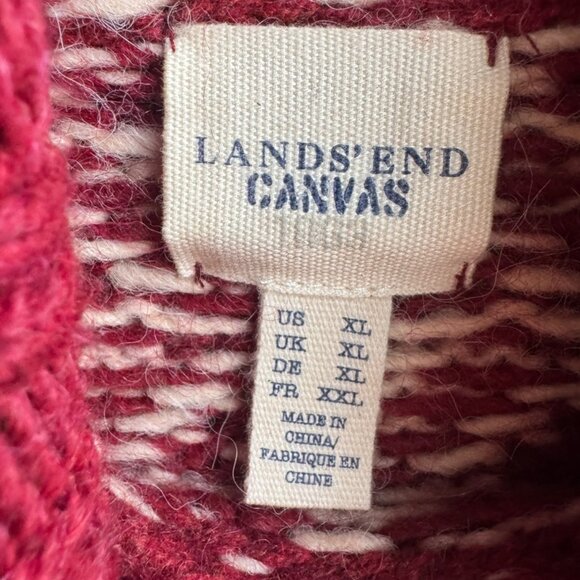 LANDS' END
CANVAS
US XL
UK XL
DE XL
FR XXL
MADE IN
CHINA/
FABRIQUE EN
CHINE